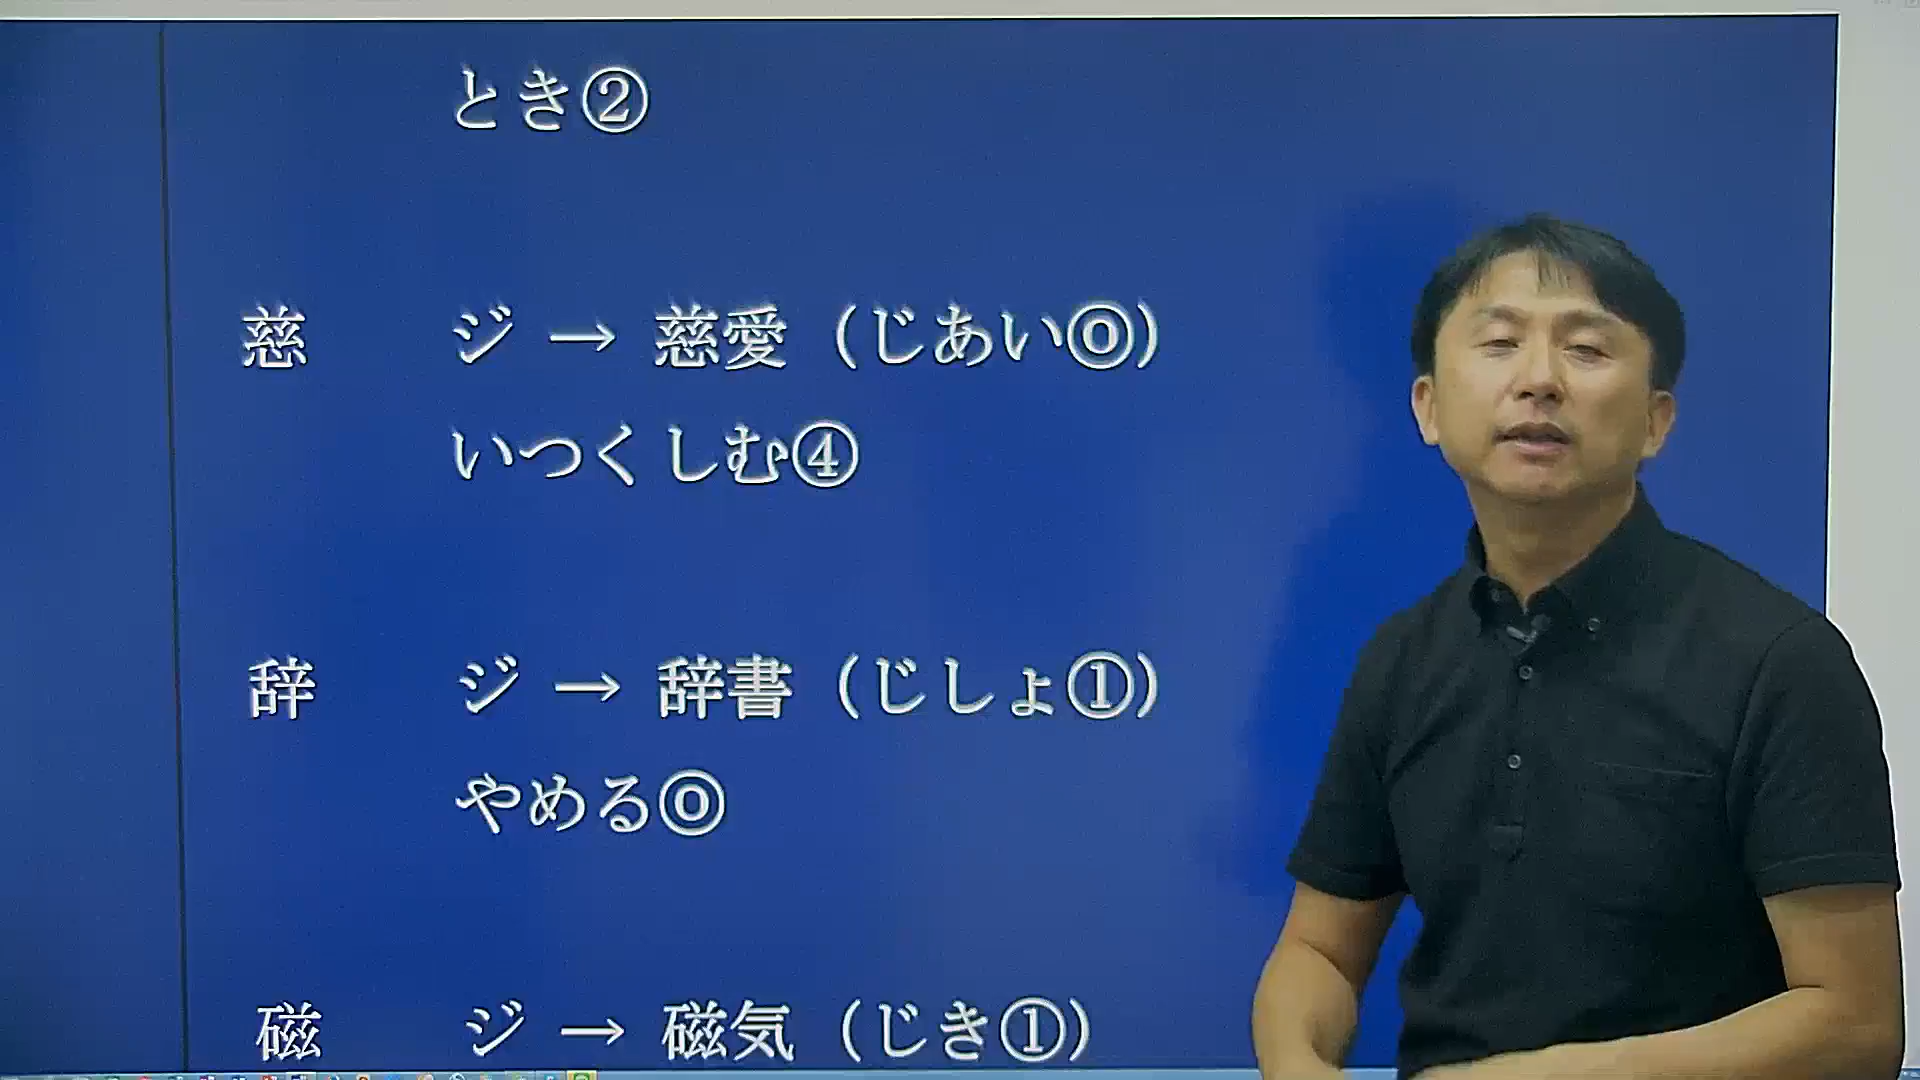 とき②
慈 ジ → 慈愛（じあい⓪）
いつくしむ④
辞 ジ → 辞書（じしょ①）
やめる⓪
磁 ジ → 磁気（じき①）